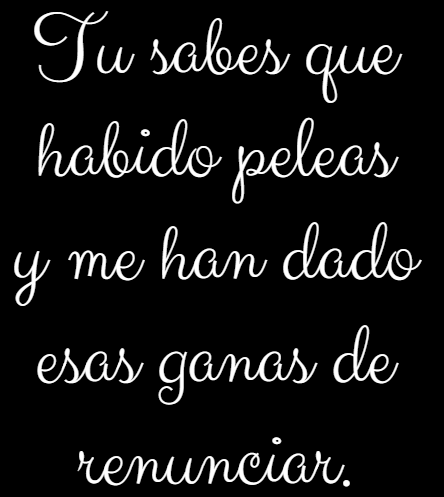 Tu sabes que
habido peleas
y me han dado
esas ganas de
renunciar.